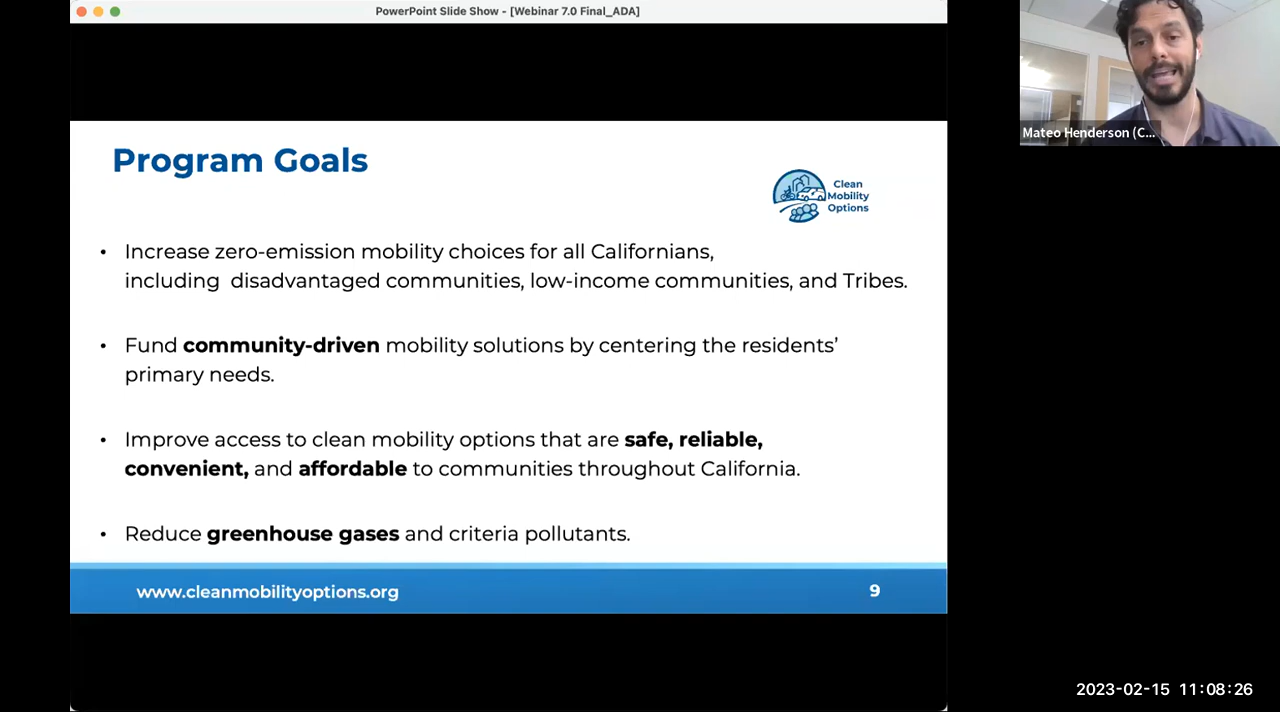 PowerPoint Slide Show - [Webinar 7.0 Final_ADA]
Mateo Henderson (C...
Program Goals
Clean
Mobility
Options
• Increase zero-emission mobility choices for all Californians,
including  disadvantaged communities, low-income communities, and Tribes.
• Fund community-driven mobility solutions by centering the residents’
primary needs.
• Improve access to clean mobility options that are safe, reliable,
convenient, and affordable to communities throughout California.
• Reduce greenhouse gases and criteria pollutants.
www.cleanmobilityoptions.org
9
2023-02-15 11:08:26